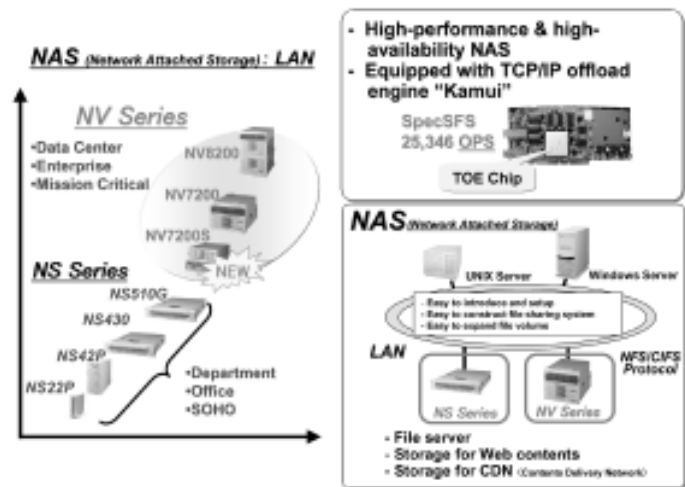 NAS (Network Attached Storage) : LAN
NV Series
•Data Center
•Enterprise
•Mission Critical
NV8200
NV7200
NV7200S
NEW
NS Series
NS510G
NS430
NS42P
NS22P
•Department
•Office
•SOHO
- High-performance & high-
availability NAS
- Equipped with TCP/IP offload
engine “Kamui”
SpecSFS
25,346 OPS
TOE Chip
NAS (Network Attached Storage)
UNIX Server
Windows Server
- Easy to introduce and setup
- Easy to construct file sharing system
- Easy to expand file volume
LAN
NFS/CIFS
Protocol
NS Series
NV Series
- File server
- Storage for Web contents
- Storage for CDN (Contents Delivery Network)